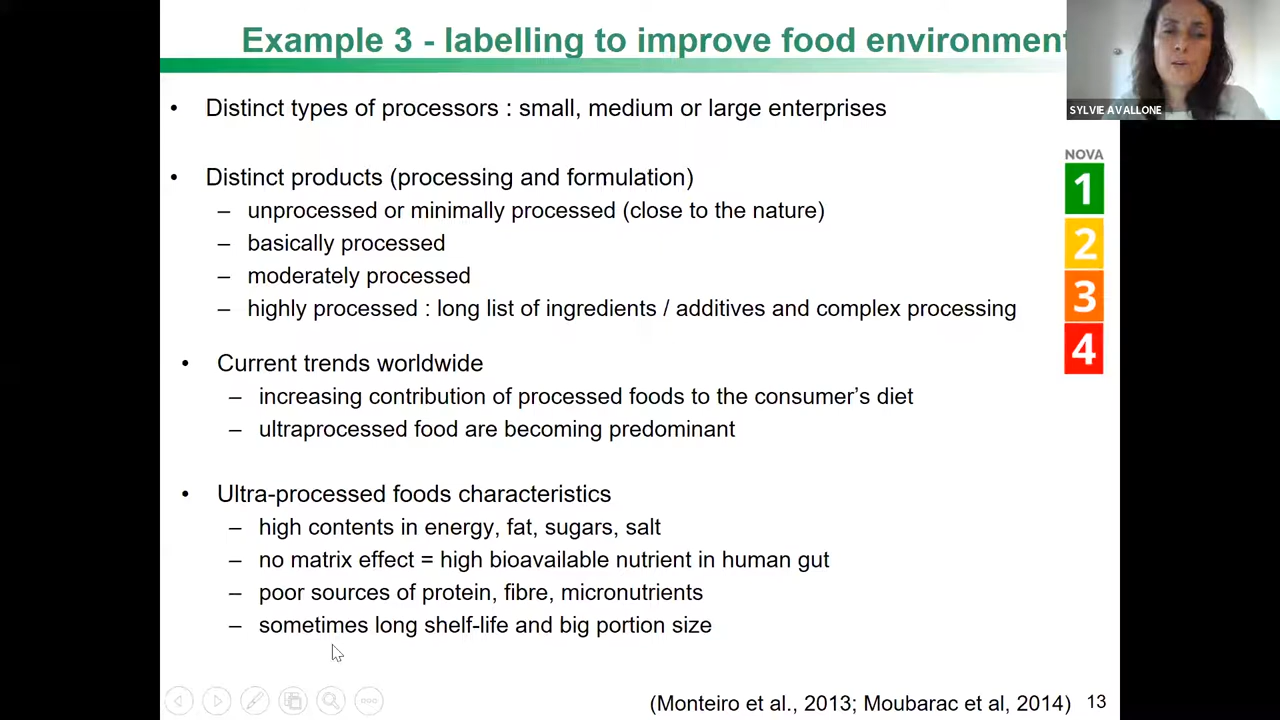 Example 3 - labelling to improve food environment
SYLVIE AVALLONE
• Distinct types of processors : small, medium or large enterprises
• Distinct products (processing and formulation)
– unprocessed or minimally processed (close to the nature)
– basically processed
– moderately processed
– highly processed : long list of ingredients / additives and complex processing
NOVA
1
2
3
4
• Current trends worldwide
– increasing contribution of processed foods to the consumer’s diet
– ultraprocessed food are becoming predominant
• Ultra-processed foods characteristics
– high contents in energy, fat, sugars, salt
– no matrix effect = high bioavailable nutrient in human gut
– poor sources of protein, fibre, micronutrients
– sometimes long shelf-life and big portion size
(Monteiro et al., 2013; Moubarac et al, 2014)
13